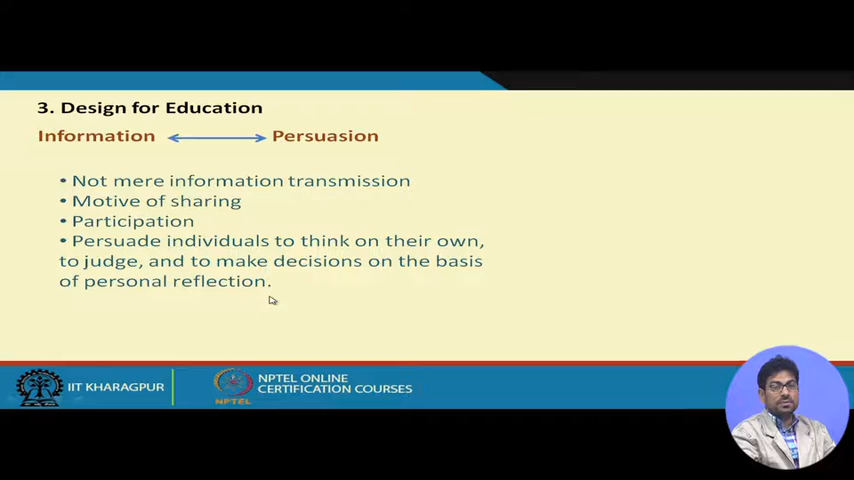 3. Design for Education
Information Persuasion
• Not mere information transmission
• Motive of sharing
• Participation
• Persuade individuals to think on their own,
to judge, and to make decisions on the basis
of personal reflection.
IIT KHARAGPUR
NPTEL
NPTEL ONLINE
CERTIFICATION COURSES